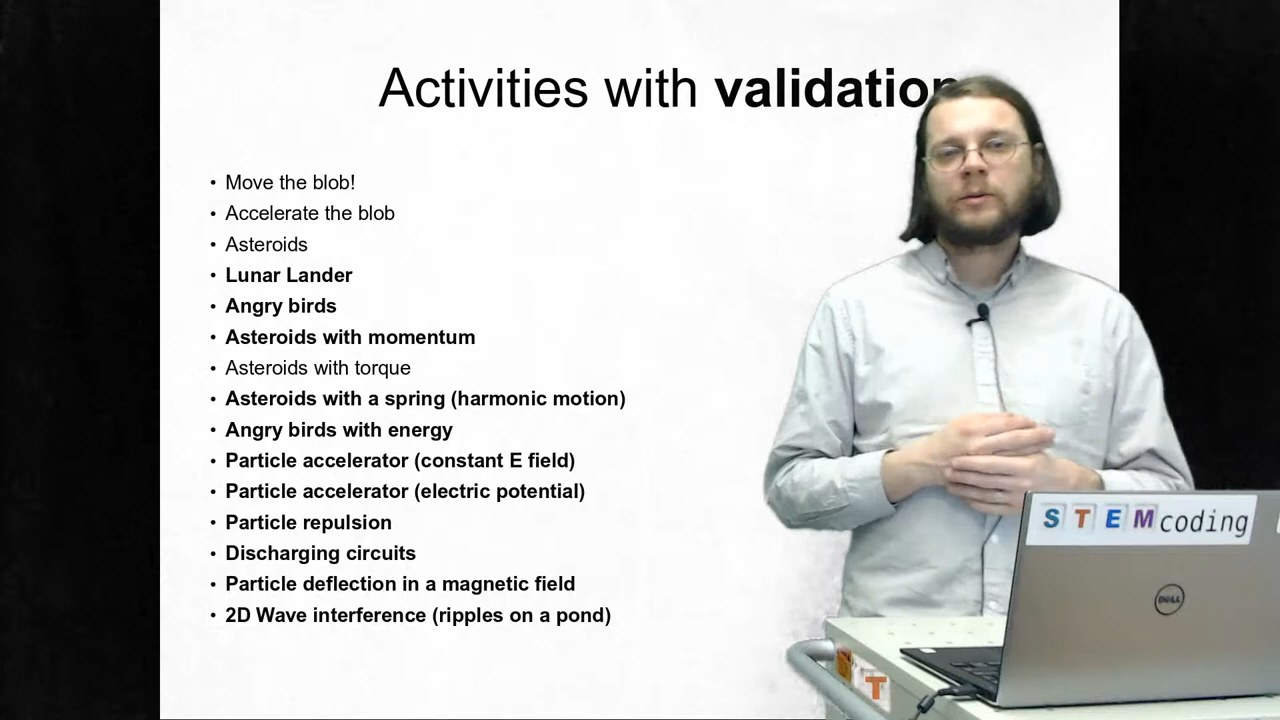 Activities with validation
• Move the blob!
• Accelerate the blob
• Asteroids
• Lunar Lander
• Angry birds
• Asteroids with momentum
• Asteroids with torque
• Asteroids with a spring (harmonic motion)
• Angry birds with energy
• Particle accelerator (constant E field)
• Particle accelerator (electric potential)
• Particle repulsion
• Discharging circuits
• Particle deflection in a magnetic field
• 2D Wave interference (ripples on a pond)
STEMcoding
DELL
T